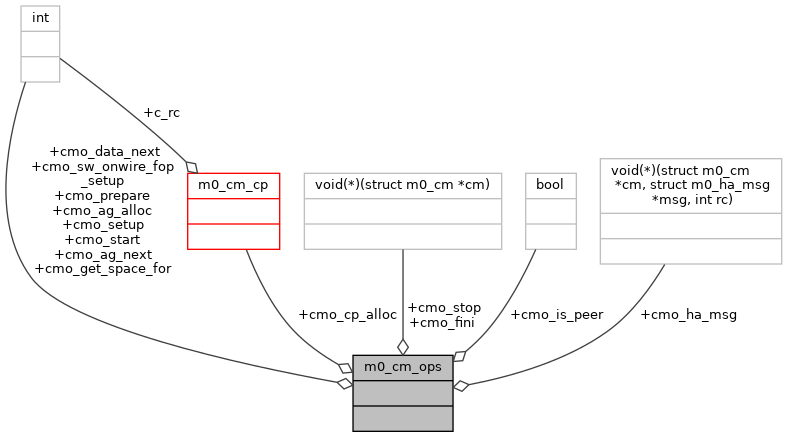 int
+c_rc
+cmo_data_next
+cmo_sw_onwire_fop
_setup
+cmo_prepare
+cmo_ag_alloc
+cmo_setup
+cmo_start
+cmo_ag_next
+cmo_get_space_for
m0_cm_cp
void(*)(struct m0_cm *cm)
bool
void(*)(struct m0_cm
*cm, struct m0_ha_msg
*msg, int rc)
+cmo_cp_alloc
+cmo_stop
+cmo_fini
+cmo_is_peer
+cmo_ha_msg
m0_cm_ops